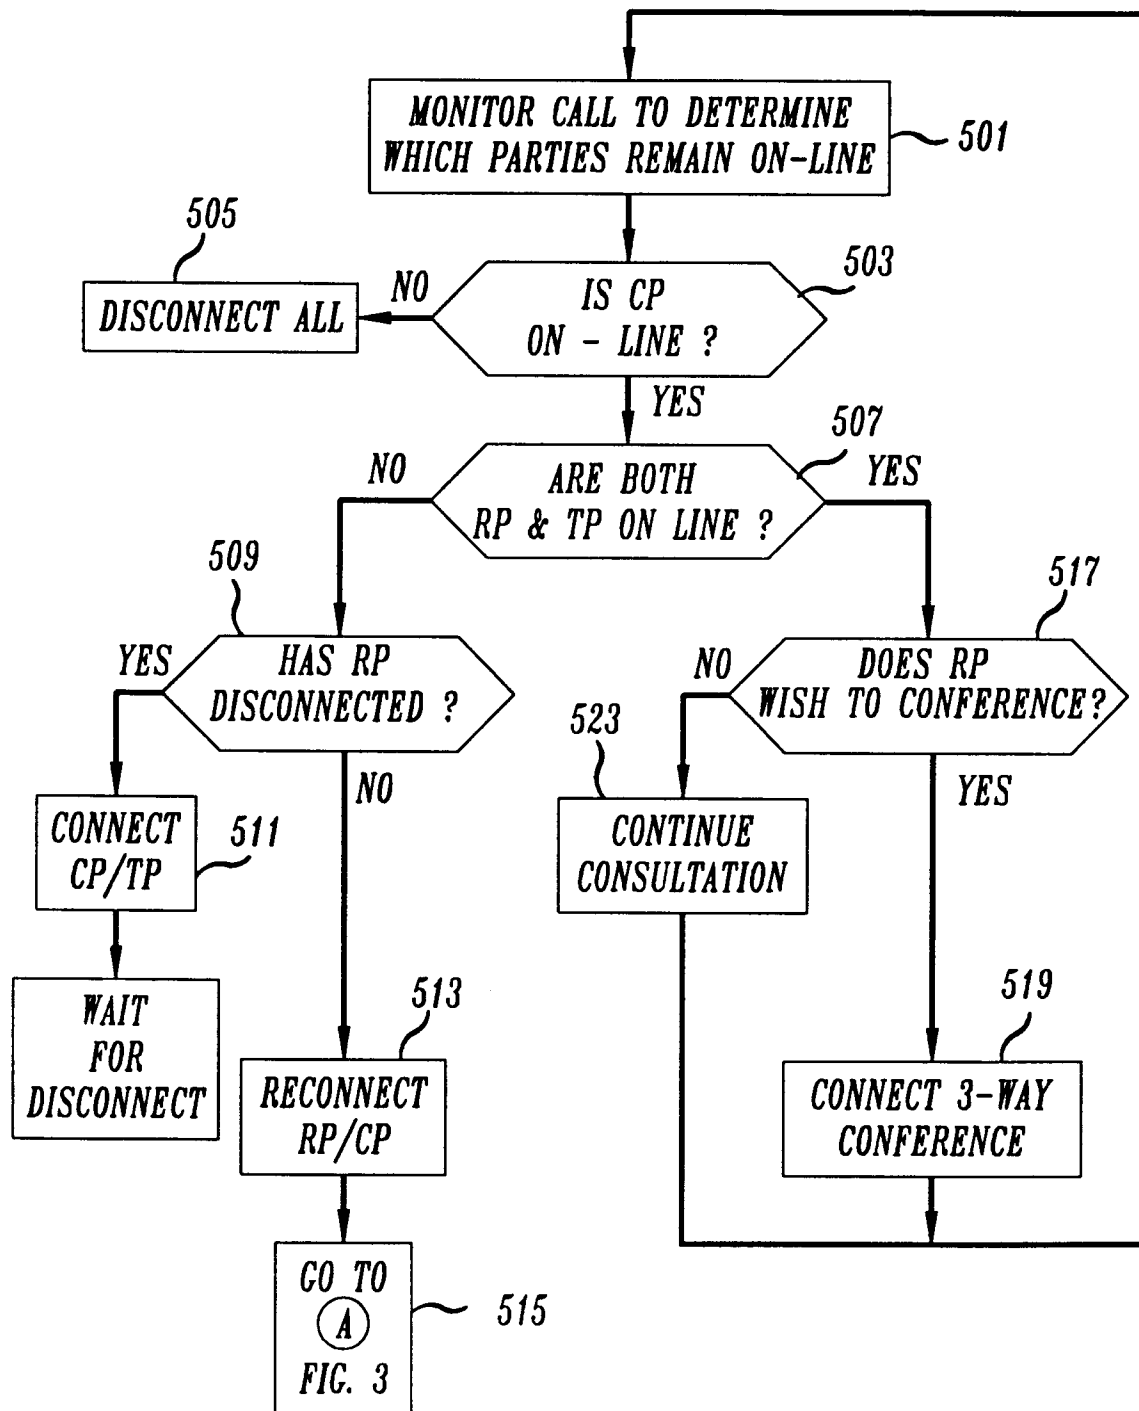 MONITOR CALL TO DETERMINE
WHICH PARTIES REMAIN ON-LINE
501
505
DISCONNECT ALL
NO
IS CP
ON - LINE ?
503
YES
507
NO
ARE BOTH
RP & TP ON LINE ?
YES
509
517
YES
HAS RP
DISCONNECTED ?
NO
DOES RP
WISH TO CONFERENCE?
523
NO
YES
CONNECT
CP/TP
511
CONTINUE
CONSULTATION
WAIT
FOR
DISCONNECT
513
519
RECONNECT
RP/CP
CONNECT 3-WAY
CONFERENCE
GO TO
A
FIG. 3
515